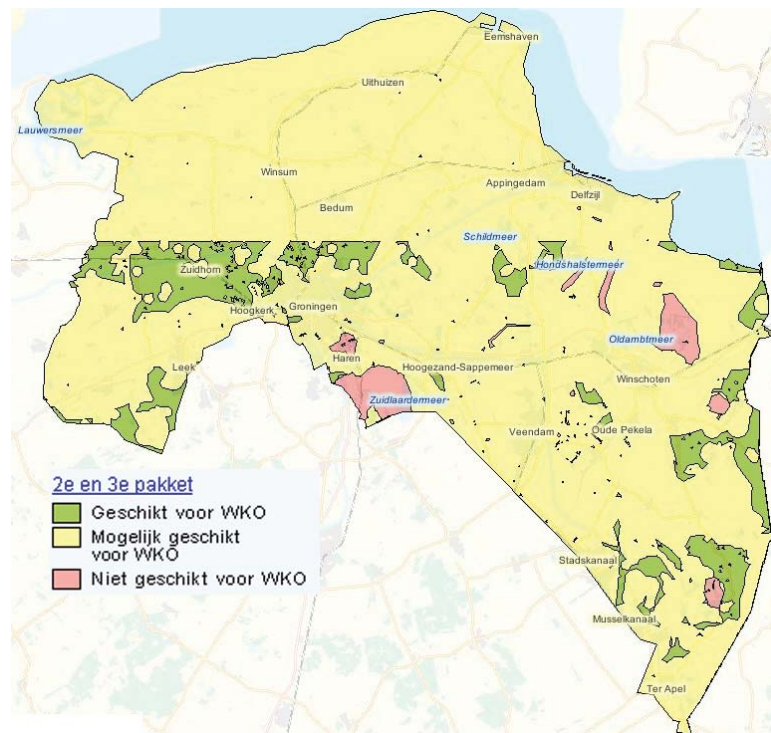 Eemshaven
Uithuizen
Lauwersmeer
Winsum
Appingedam
Delfzijl
Bedum
Schildmeer
Hondshalstermeer
Zuidhorn
Groningen
Hoogkerk
Oldambtmeer
Haren
Leek
Hoogezand-Sappemeer
Winschoten
Zuidlaardermeer
Veendam
Oude Pekela
2e en 3e pakket
Geschikt voor WKO
Mogelijk geschikt
voor WKO
Niet geschikt voor WKO
Stadskanaal
Musselkanaal
Ter Apel